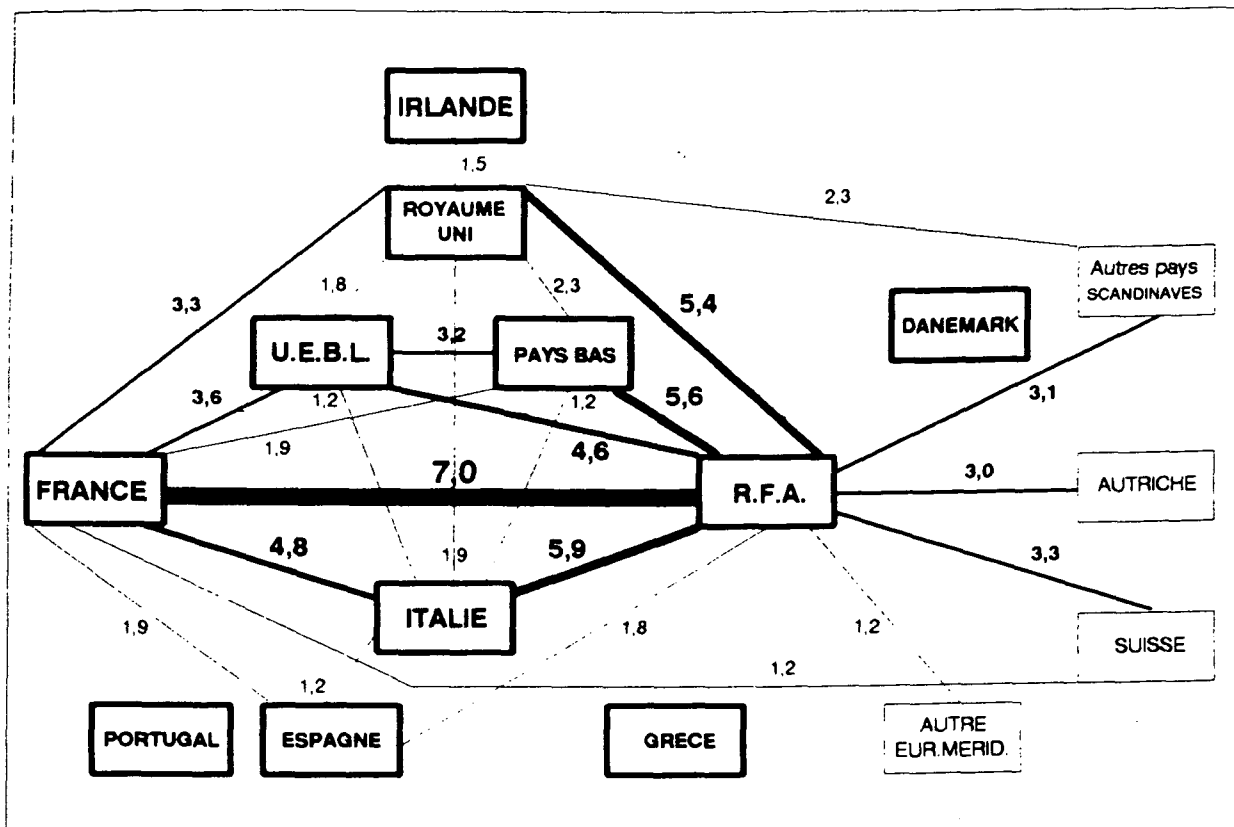 IRLANDE
1,5
ROYAUME
UNI
2,3
Autres pays
SCANDINAVES
3,3
1,8
2,3
5,4
DANEMARK
U.E.B.L.
3,2
PAYS BAS
3,6
1,2
1,2
5,6
3,1
1,9
4,6
7,0
FRANCE
R.F.A.
3,0
AUTRICHE
4,8
1,9
5,9
3,3
ITALIE
1,9
1,8
1,2
SUISSE
1,2
1,2
PORTUGAL
ESPAGNE
GRECE
AUTRE
EUR.MERID.